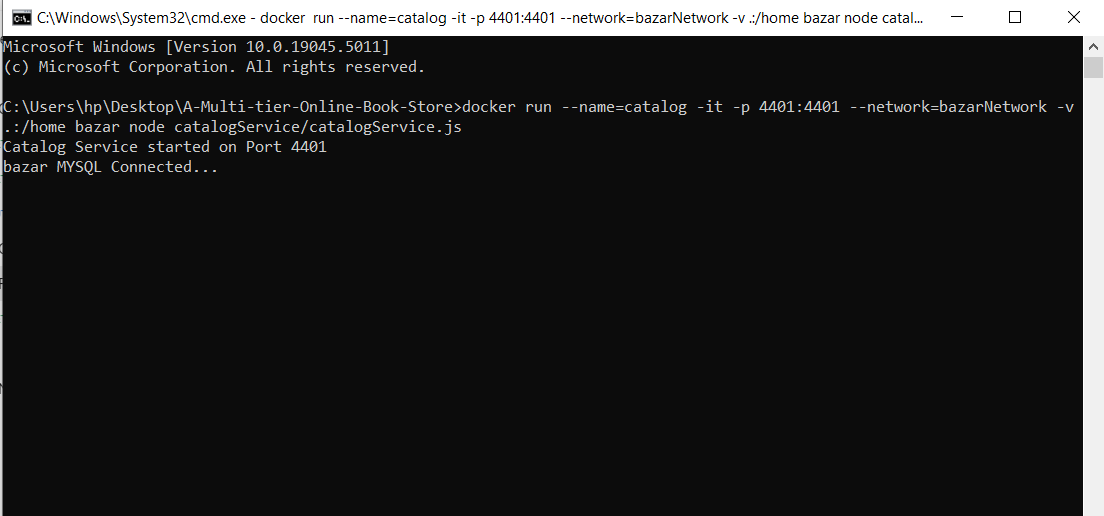 C:\Windows\System32\cmd.exe - docker  run --name=catalog -it -p 4401:4401 --network=bazarNetwork -v .:/home bazar node catal...
Microsoft Windows [Version 10.0.19045.5011]
(c) Microsoft Corporation. All rights reserved.
C:\Users\hp\Desktop\A-Multi-tier-Online-Book-Store>docker run --name=catalog -it -p 4401:4401 --network=bazarNetwork -v
.:/home bazar node catalogService/catalogService.js
Catalog Service started on Port 4401
bazar MYSQL Connected...